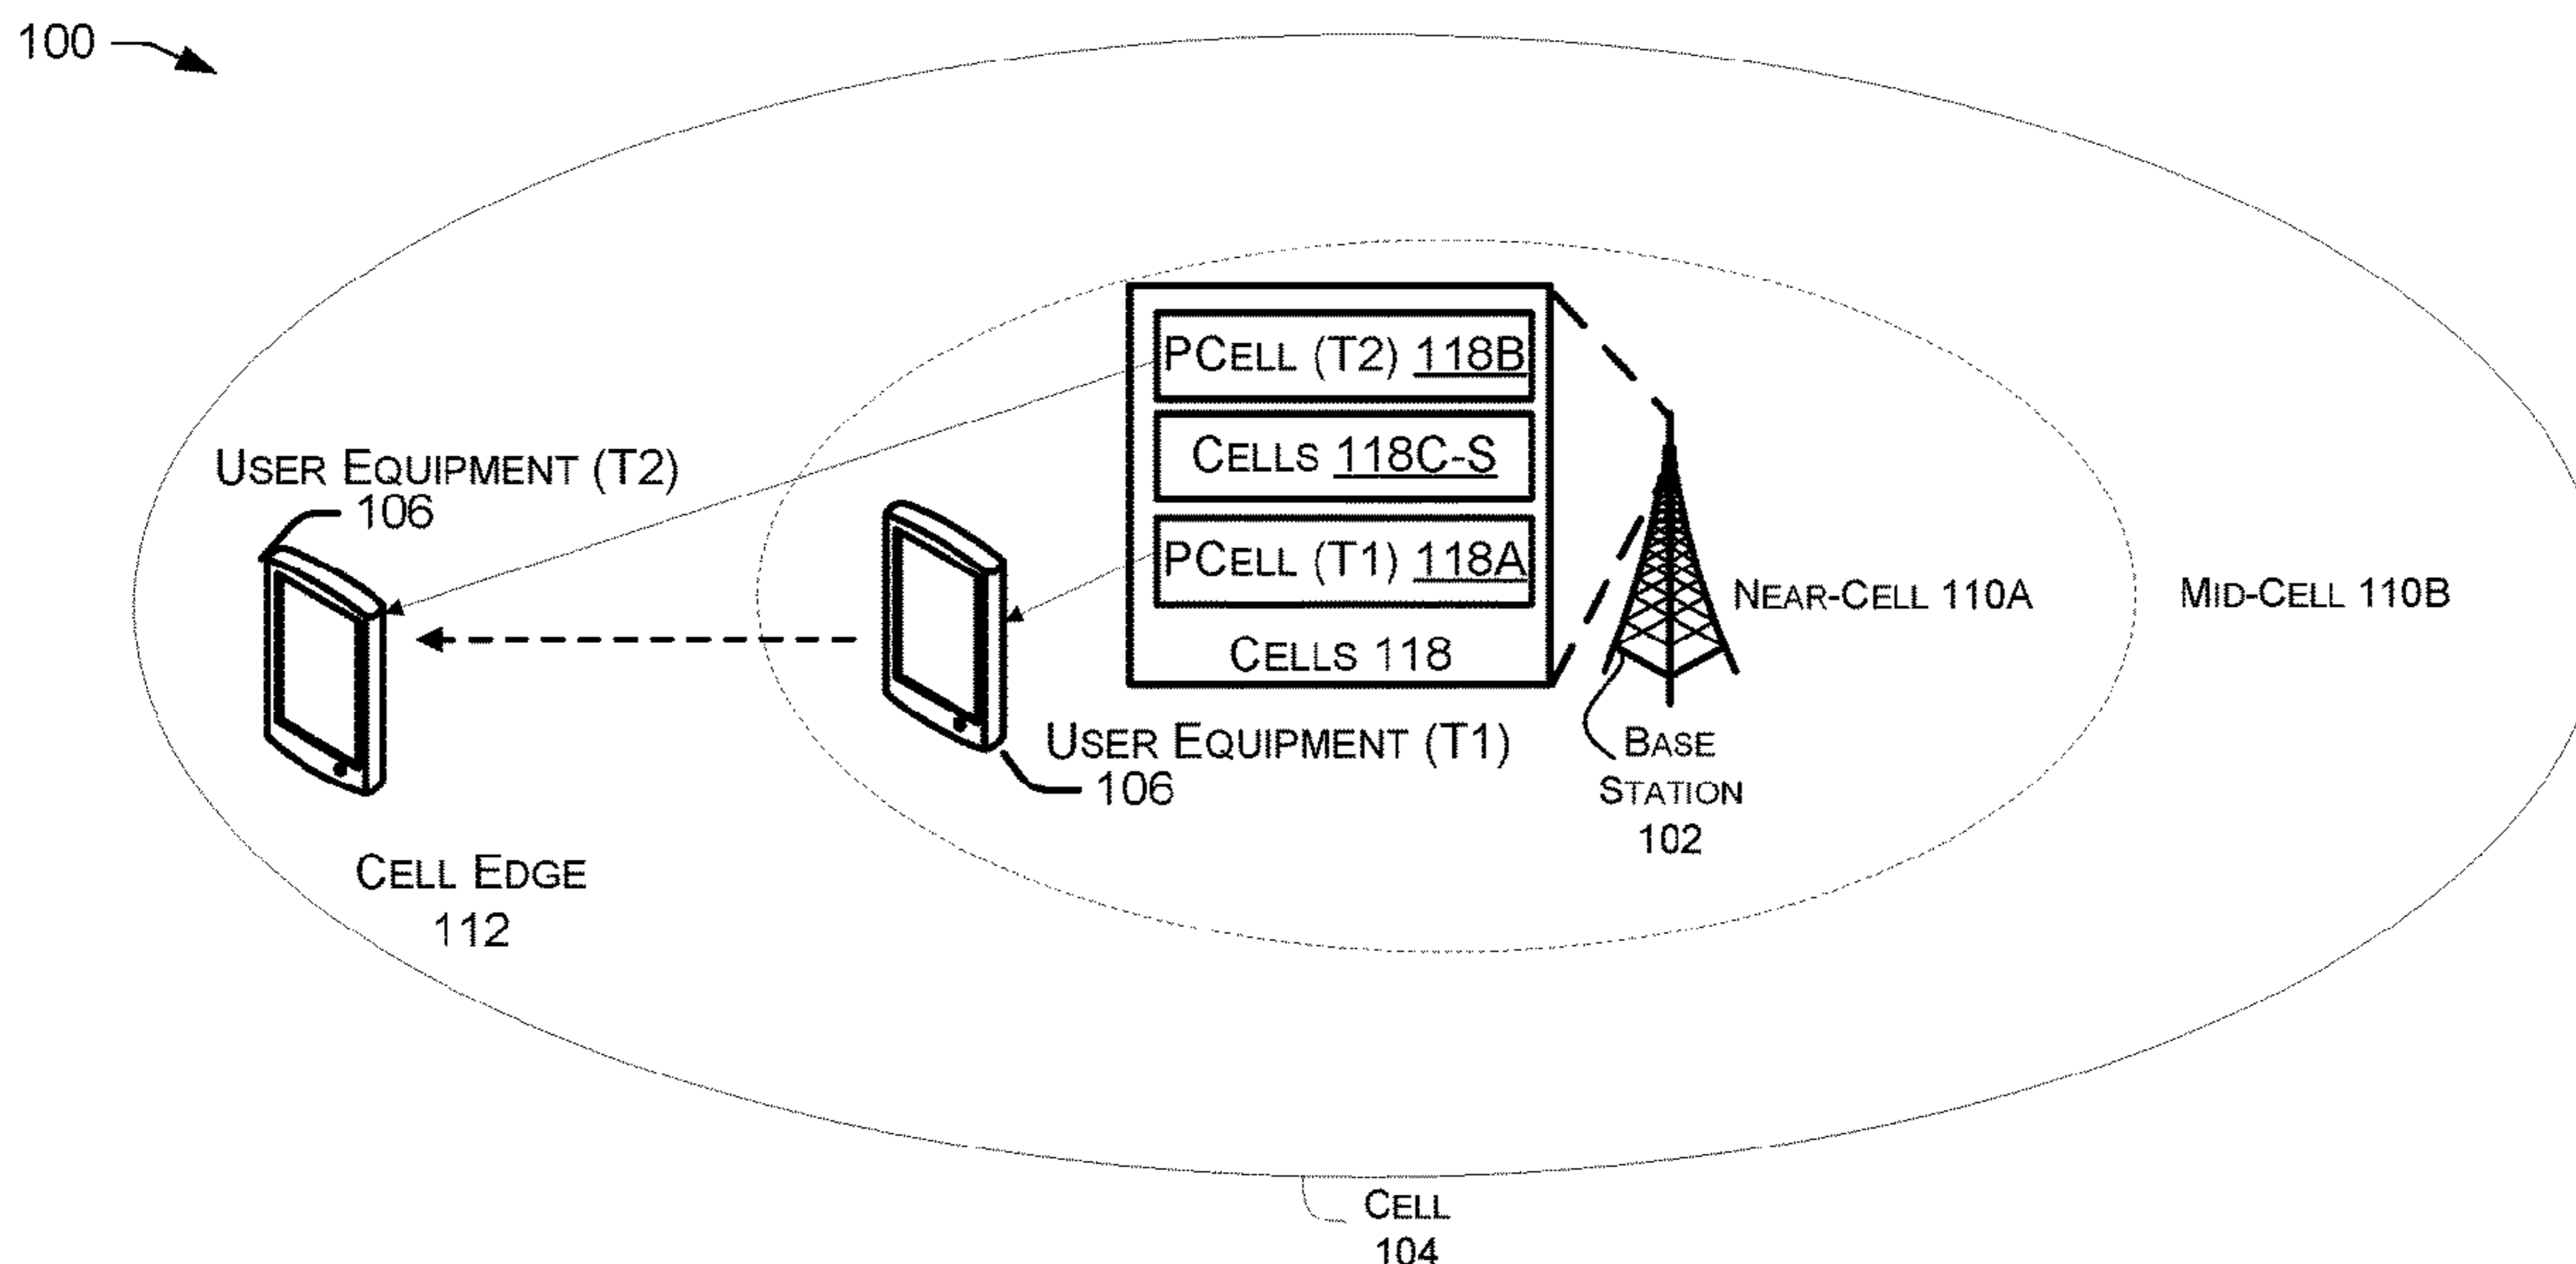 100
PCELL (T2) 118B
CELLS 118C-S
PCELL (T1) 118A
CELLS 118
USER EQUIPMENT (T2)
106
NEAR-CELL 110A
MID-CELL 110B
USER EQUIPMENT (T1)
106
BASE
STATION
102
CELL EDGE
112
CELL
104